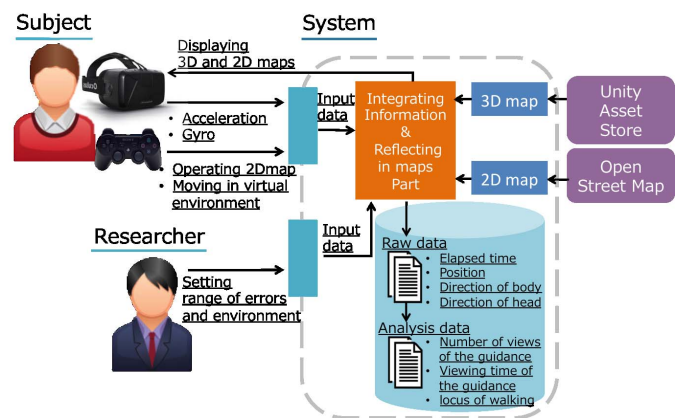 Subject
System
Displaying
3D and 2D maps
Input
data
• Acceleration
• Gyro
Integrating
Information
&
Reflecting
in maps
Part
3D map
Unity
Asset
Store
• Operating 2Dmap
• Moving in virtual
environment
2D map
Open
Street Map
Researcher
Input
data
Setting
range of errors
and environment
Raw data
• Elapsed time
• Position
• Direction of body
• Direction of head
Analysis data
• Number of views
of the guidance
• Viewing time of
the guidance
• locus of walking